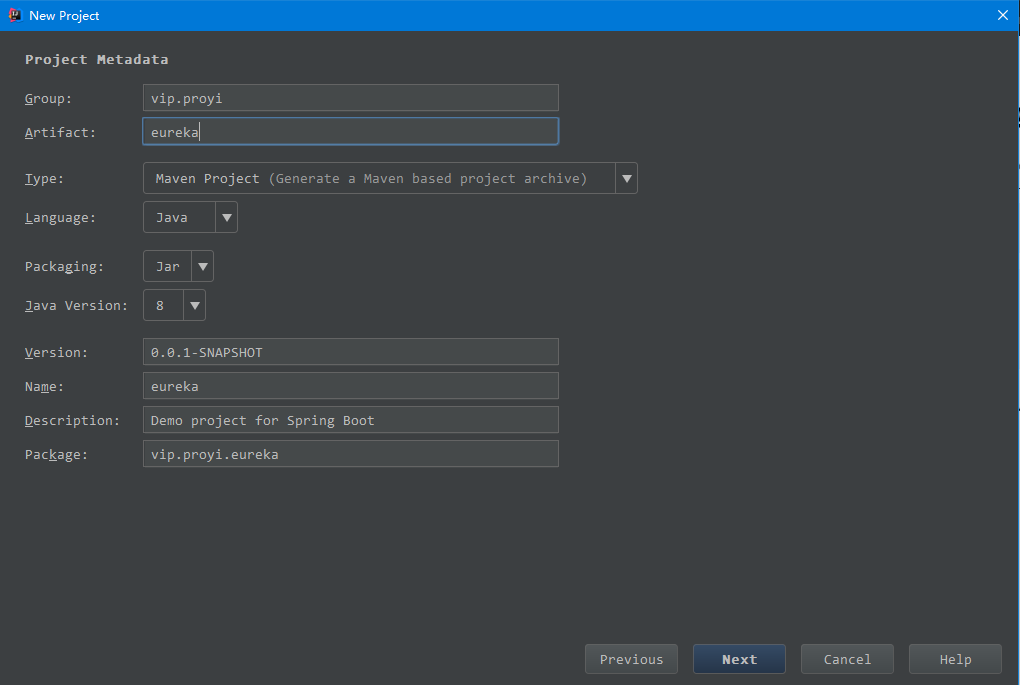 New Project
Project Metadata
Group: vip.proyi
Artifact: eureka
Type: Maven Project (Generate a Maven based project archive)
Language: Java
Packaging: Jar
Java Version: 8
Version: 0.0.1-SNAPSHOT
Name: eureka
Description: Demo project for Spring Boot
Package: vip.proyi.eureka
Previous Next Cancel Help